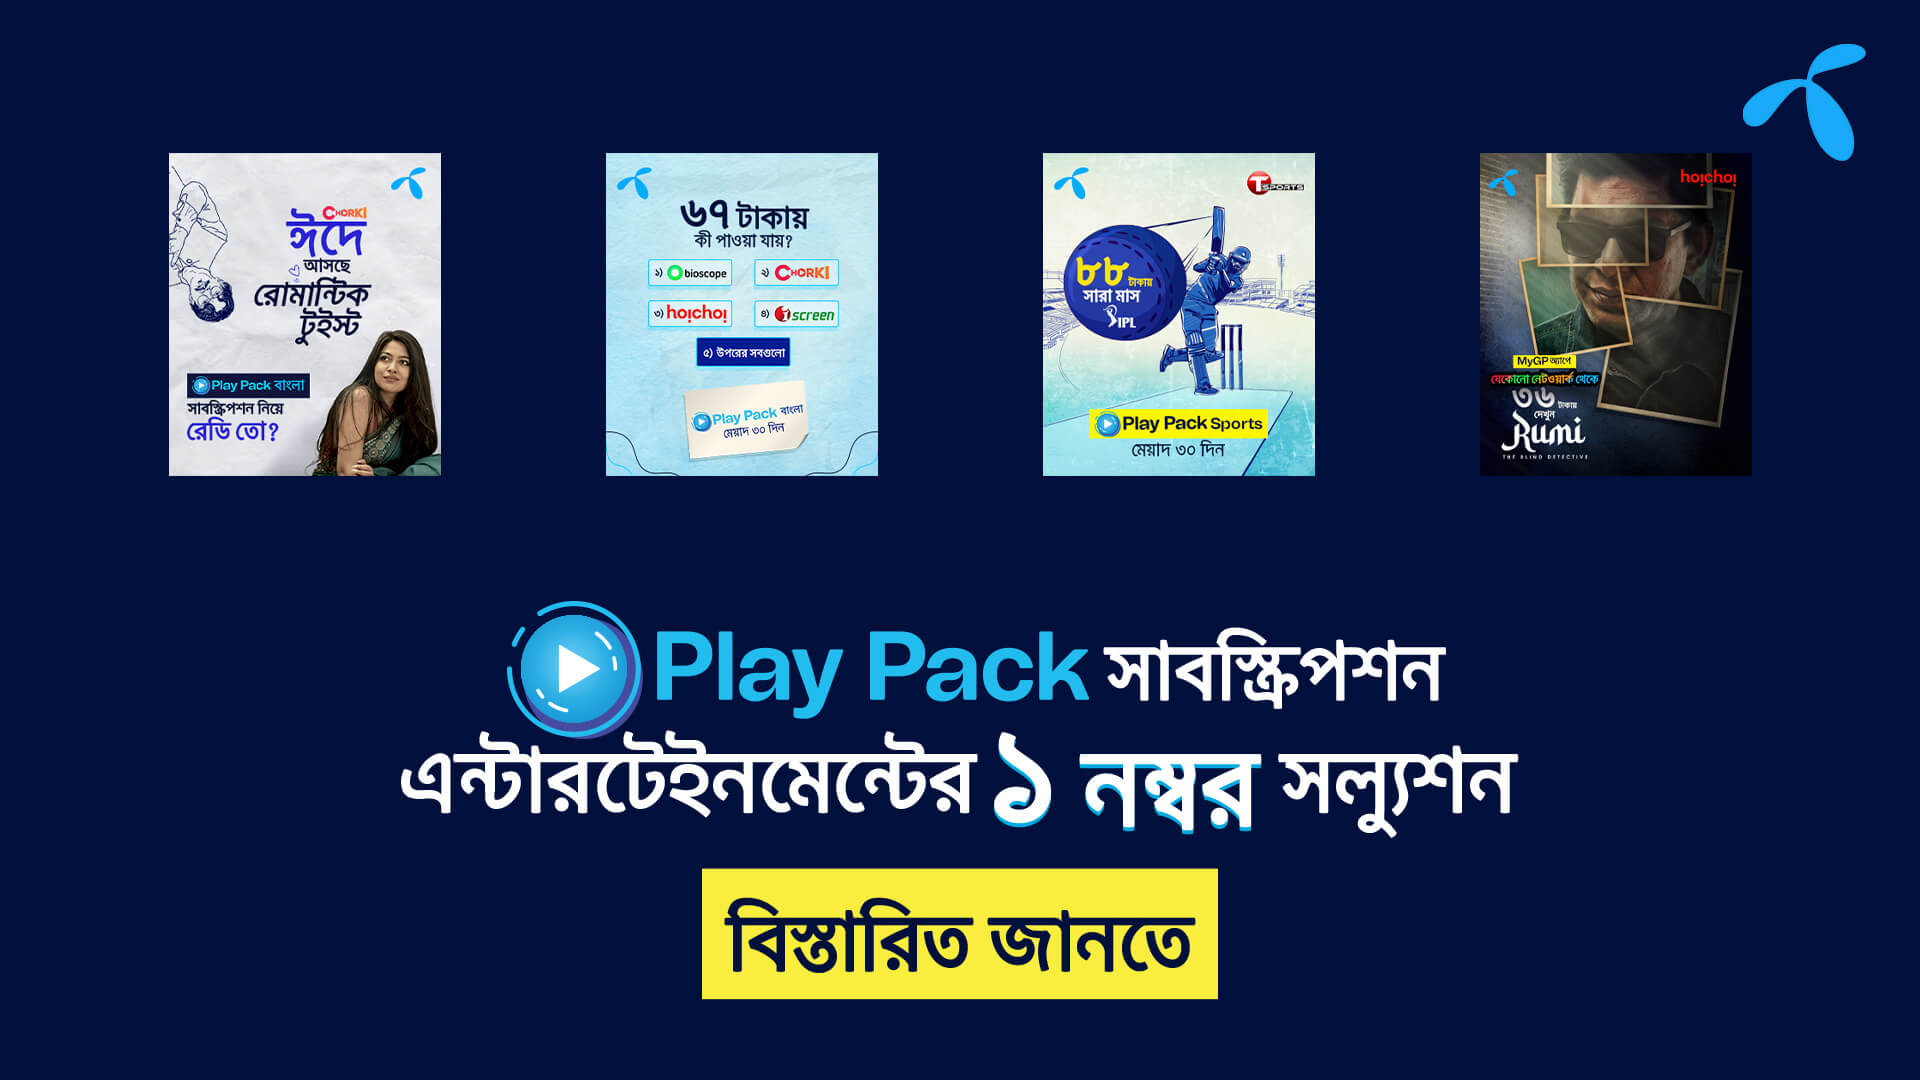 CHORKI
ঈদে
আসছে
রোমান্টিক
টুইস্ট
Play Pack বাংলা
সাবস্ক্রিপশন নিয়ে
রেডি তো?
৬৭ টাকায়
কী পাওয়া যায়?
১) bioscope
২) CHORKI
৩) hoichoi
৪) T screen
৫) উপরের সবগুলো
Play Pack বাংলা
মেয়াদ ৩০ দিন
T SPORTS
৮৮ টাকায়
সারা মাস
IPL
Play Pack Sports
মেয়াদ ৩০ দিন
hoichoi
MyGP অ্যাপে
যেকোনো নেটওয়ার্ক থেকে
৩৬ টাকায়
দেখুন
Rumi
THE BLIND DETECTIVE
Play Pack সাবস্ক্রিপশন
এন্টারটেইনমেন্টের ১ নম্বর সল্যুশন
বিস্তারিত জানতে